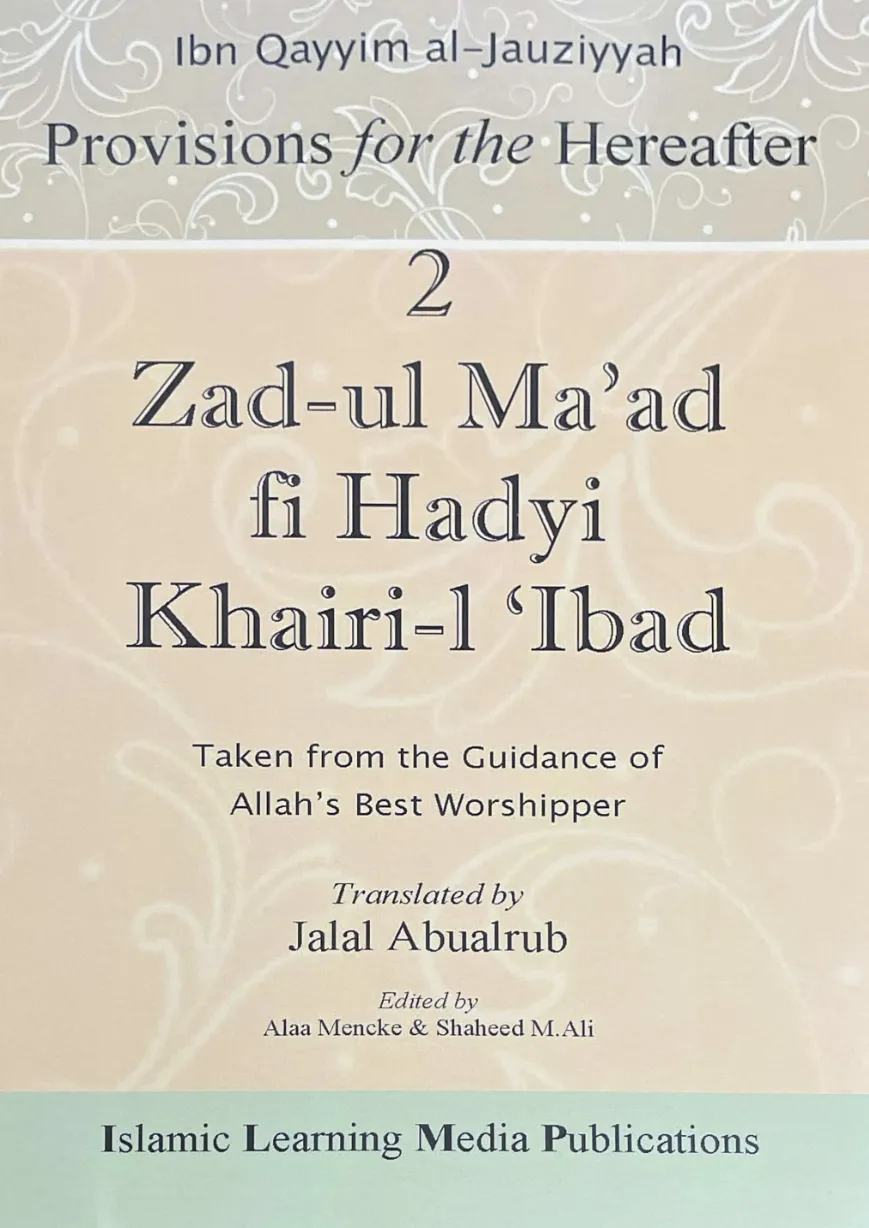 Ibn Qayyim al-Jauziyyah
Provisions for the Hereafter
2
Zad-ul Ma’ad
fi Hadyi
Khairi-l ‘Ibad
Taken from the Guidance of
Allah’s Best Worshipper
Translated by
Jalal Abualrub
Edited by
Alaa Mencke & Shaheed M.Ali
Islamic Learning Media Publications